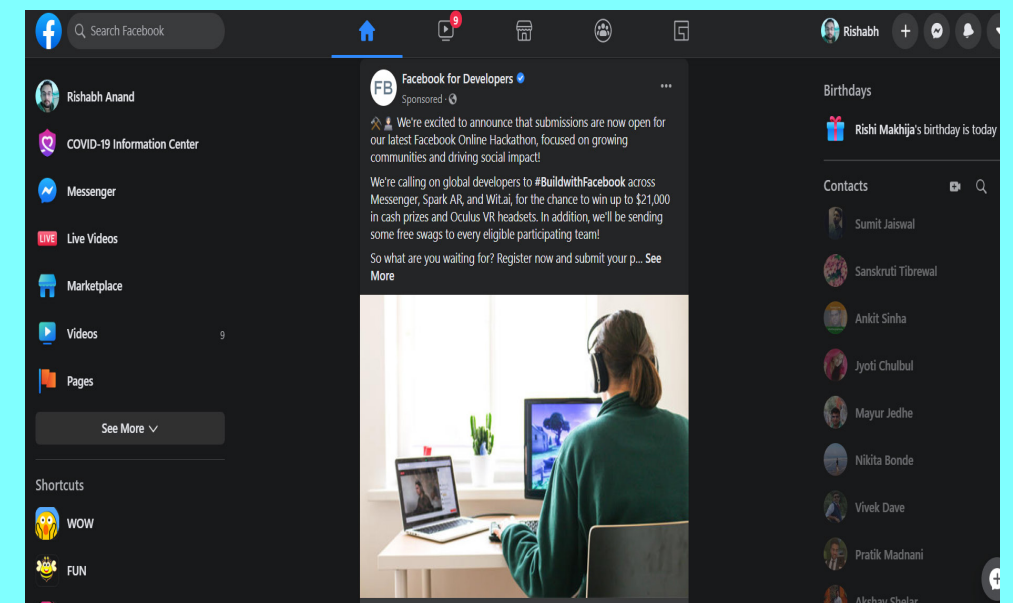 Search Facebook
9
Rishabh
Rishabh Anand
COVID-19 Information Center
Messenger
LIVE Live Videos
Marketplace
Videos 9
Pages
See More
Shortcuts
WOW
FUN
FB Facebook for Developers
Sponsored ·
We're excited to announce that submissions are now open for
our latest Facebook Online Hackathon, focused on growing
communities and driving social impact!
We're calling on global developers to #BuildwithFacebook across
Messenger, Spark AR, and Wit.ai, for the chance to win up to $21,000
in cash prizes and Oculus VR headsets. In addition, we'll be sending
some free swags to every eligible participating team!
So what are you waiting for? Register now and submit your p... See
More
Birthdays
Rishi Makhija's birthday is today
Contacts
Sumit Jaiswal
Sanskruti Tibrewal
Ankit Sinha
Jyoti Chulbul
Mayur Jedhe
Nikita Bonde
Vivek Dave
Pratik Madnani
Akshay Shelar